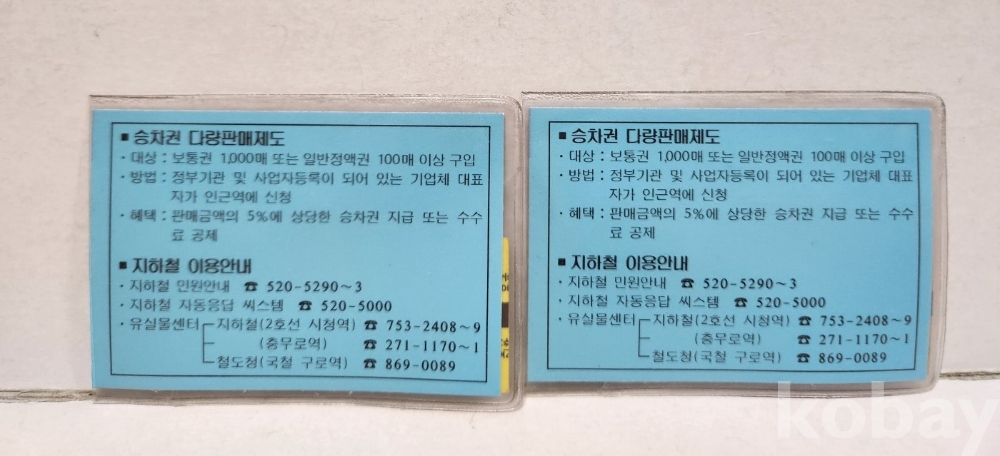 ■ 승차권 다량판매제도
· 대상 : 보통권 1,000매 또는 일반정액권 100매 이상 구입
· 방법 : 정부기관 및 사업자등록이 되어 있는 기업체 대표
자가 인근역에 신청
· 혜택 : 판매금액의 5%에 상당한 승차권 지급 또는 수수
료 공제
■ 지하철 이용안내
· 지하철 민원안내 ☎ 520-5290~3
· 지하철 자동응답 씨스템 ☎ 520-5000
· 유실물센터 지하철(2호선 시청역) ☎ 753-2408~9
(충무로역) ☎ 271-1170~1
철도청(국철 구로역) ☎ 869-0089
■ 승차권 다량판매제도
· 대상 : 보통권 1,000매 또는 일반정액권 100매 이상 구입
· 방법 : 정부기관 및 사업자등록이 되어 있는 기업체 대표
자가 인근역에 신청
· 혜택 : 판매금액의 5%에 상당한 승차권 지급 또는 수수
료 공제
■ 지하철 이용안내
· 지하철 민원안내 ☎ 520-5290~3
· 지하철 자동응답 씨스템 ☎ 520-5000
· 유실물센터 지하철(2호선 시청역) ☎ 753-2408~9
(충무로역) ☎ 271-1170~1
철도청(국철 구로역) ☎ 869-0089
kobay